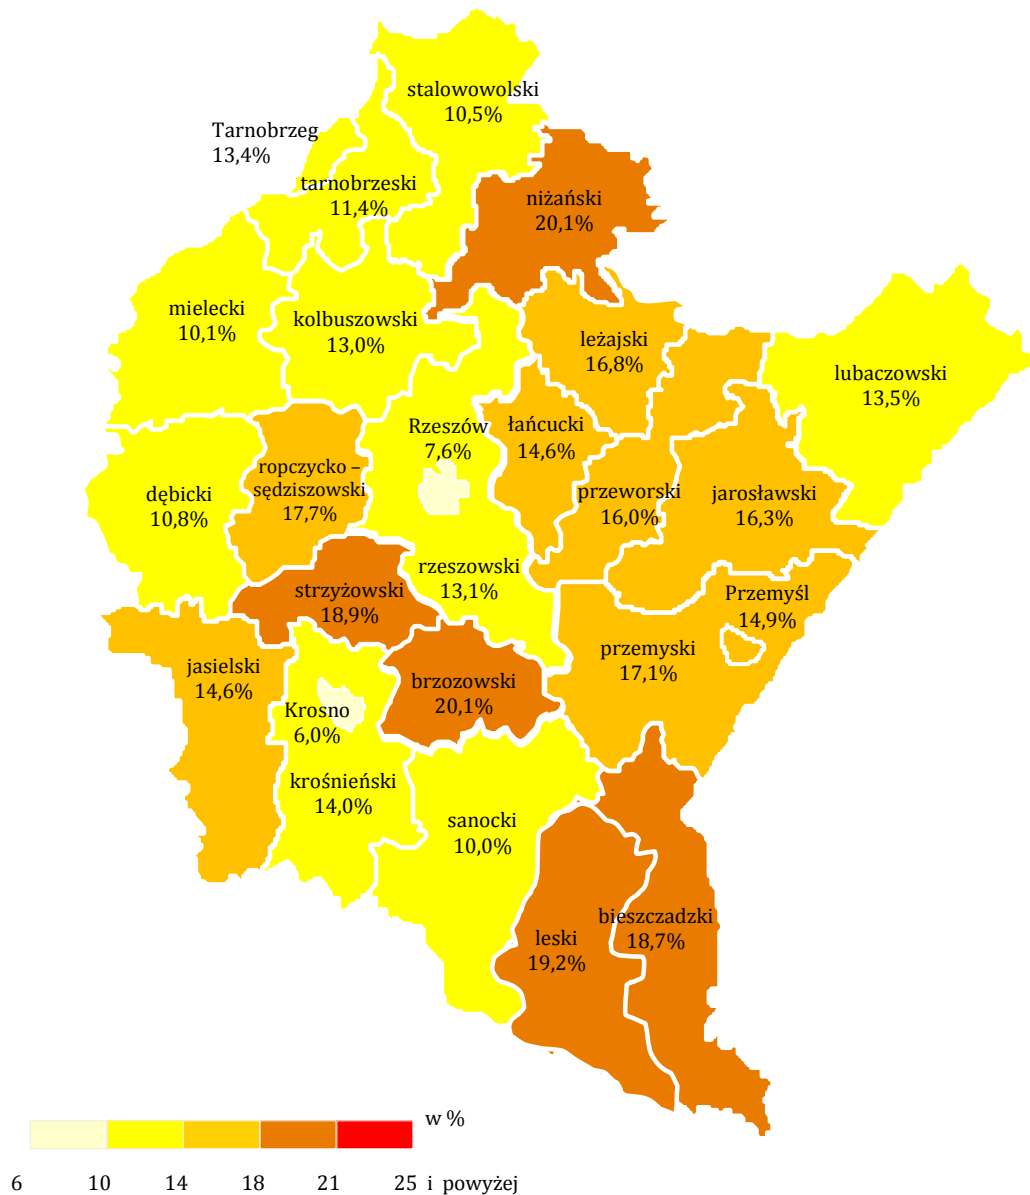 stalowowolski
10,5%
Tarnobrzeg
13,4%
tarnobrzeski
11,4%
niżański
20,1%
mielecki
10,1%
kolbuszowski
13,0%
leżajski
16,8%
lubaczowski
13,5%
Rzeszów
7,6%
łańcucki
14,6%
ropczycko –
sędziszowski
17,7%
dębicki
10,8%
przeworski
16,0%
jarosławski
16,3%
rzeszowski
13,1%
strzyżowski
18,9%
Przemyśl
14,9%
przemyski
17,1%
jasielski
14,6%
brzozowski
20,1%
Krosno
6,0%
krośnieński
14,0%
sanocki
10,0%
leski
19,2%
bieszczadzki
18,7%
w %
6 10 14 18 21 25 i powyżej